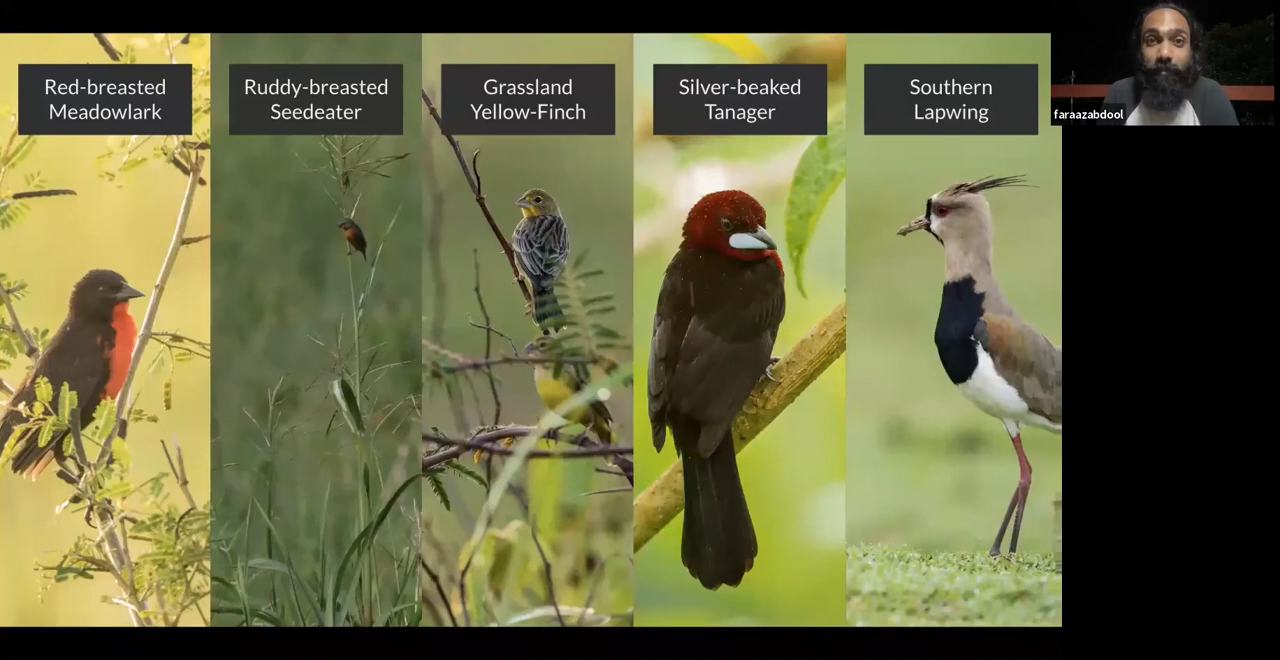 Red-breasted
Meadowlark
Ruddy-breasted
Seedeater
Grassland
Yellow-Finch
Silver-beaked
Tanager
Southern
Lapwing
faraazabdool